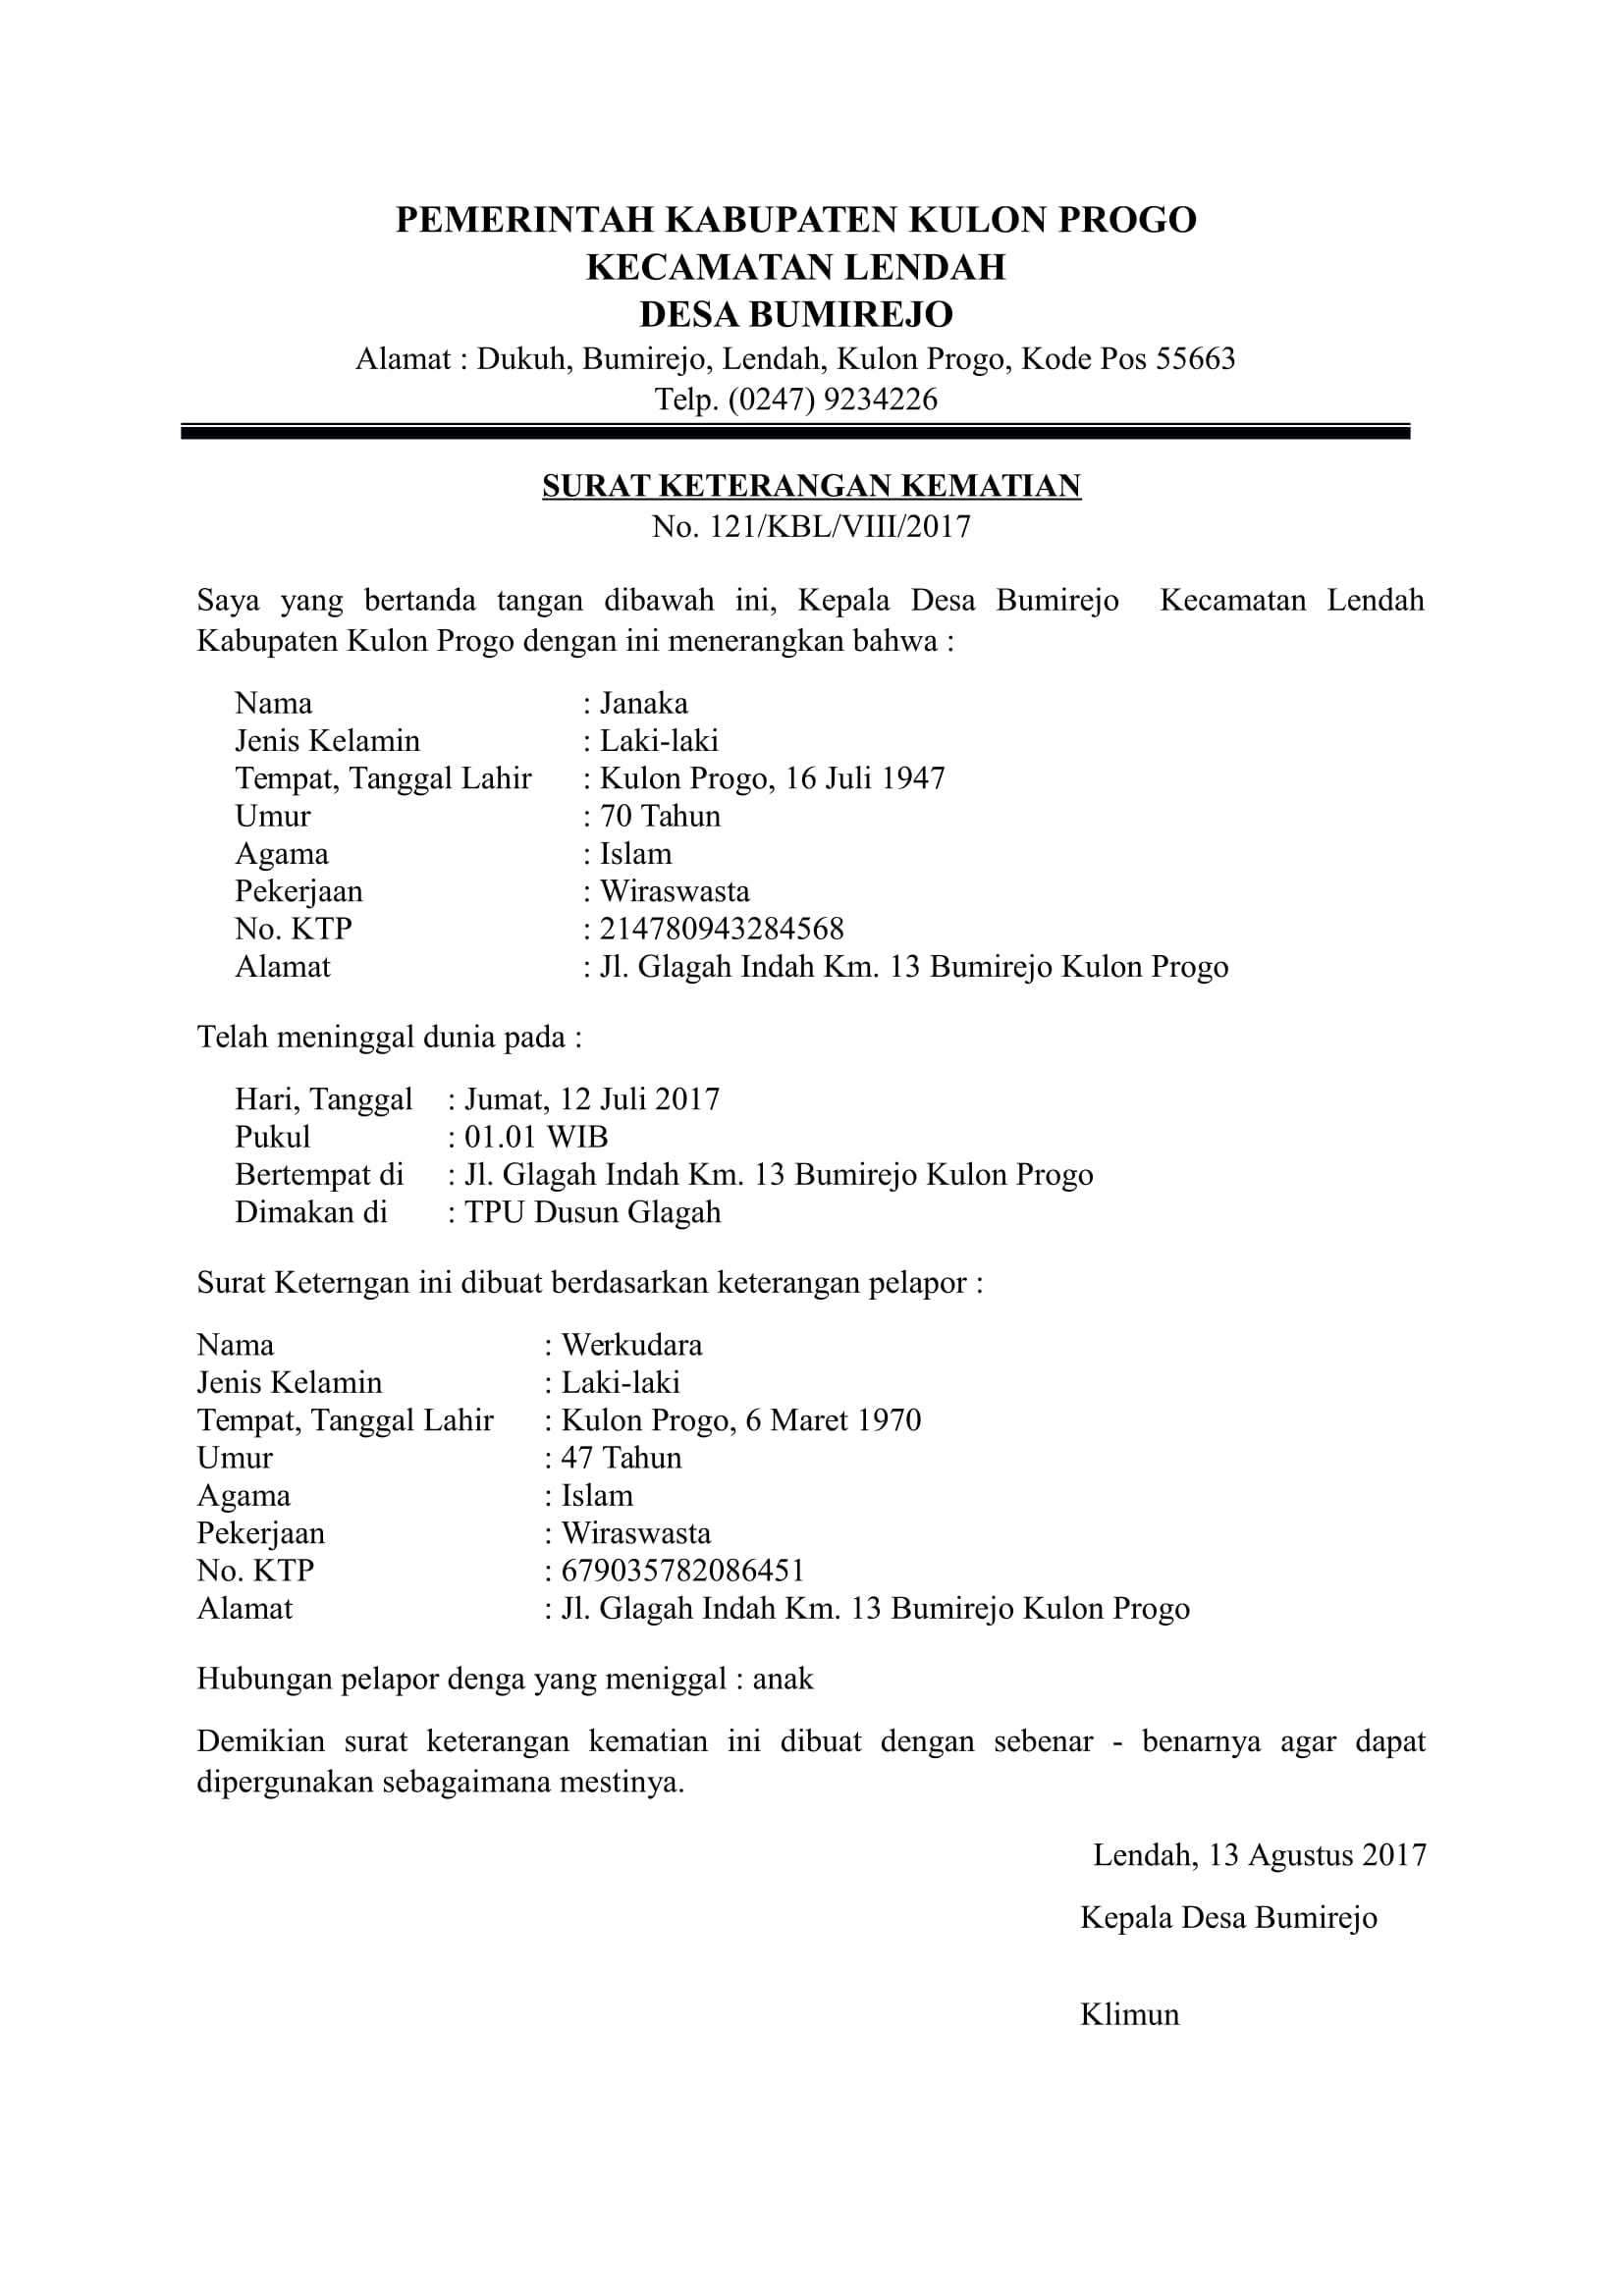 PEMERINTAH KABUPATEN KULON PROGO
KECAMATAN LENDAH
DESA BUMIREJO
Alamat : Dukuh, Bumirejo, Lendah, Kulon Progo, Kode Pos 55663
Telp. (0247) 9234226
SURAT KETERANGAN KEMATIAN
No. 121/KBL/VIII/2017
Saya yang bertanda tangan dibawah ini, Kepala Desa Bumirejo Kecamatan Lendah
Kabupaten Kulon Progo dengan ini menerangkan bahwa :
Nama : Janaka
Jenis Kelamin : Laki-laki
Tempat, Tanggal Lahir : Kulon Progo, 16 Juli 1947
Umur : 70 Tahun
Agama : Islam
Pekerjaan : Wiraswasta
No. KTP : 214780943284568
Alamat : Jl. Glagah Indah Km. 13 Bumirejo Kulon Progo
Telah meninggal dunia pada :
Hari, Tanggal : Jumat, 12 Juli 2017
Pukul : 01.01 WIB
Bertempat di : Jl. Glagah Indah Km. 13 Bumirejo Kulon Progo
Dimakan di : TPU Dusun Glagah
Surat Keterngan ini dibuat berdasarkan keterangan pelapor :
Nama : Werkudara
Jenis Kelamin : Laki-laki
Tempat, Tanggal Lahir : Kulon Progo, 6 Maret 1970
Umur : 47 Tahun
Agama : Islam
Pekerjaan : Wiraswasta
No. KTP : 679035782086451
Alamat : Jl. Glagah Indah Km. 13 Bumirejo Kulon Progo
Hubungan pelapor denga yang meniggal : anak
Demikian surat keterangan kematian ini dibuat dengan sebenar - benarnya agar dapat
dipergunakan sebagaimana mestinya.
Lendah, 13 Agustus 2017
Kepala Desa Bumirejo
Klimun